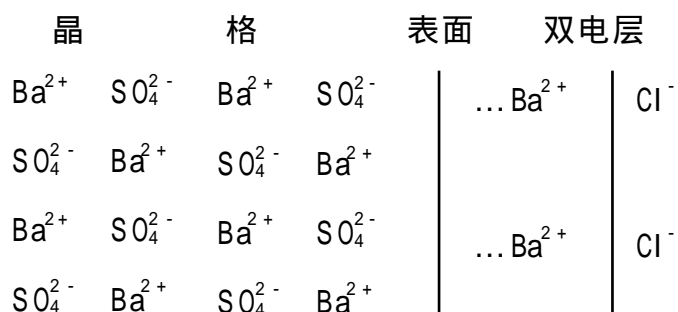 晶 格 表面 双电层
Ba²⁺ SO₄²⁻ Ba²⁺ SO₄²⁻ …Ba²⁺ Cl⁻
SO₄²⁻ Ba²⁺ SO₄²⁻ Ba²⁺
Ba²⁺ SO₄²⁻ Ba²⁺ SO₄²⁻ …Ba²⁺ Cl⁻
SO₄²⁻ Ba²⁺ SO₄²⁻ Ba²⁺